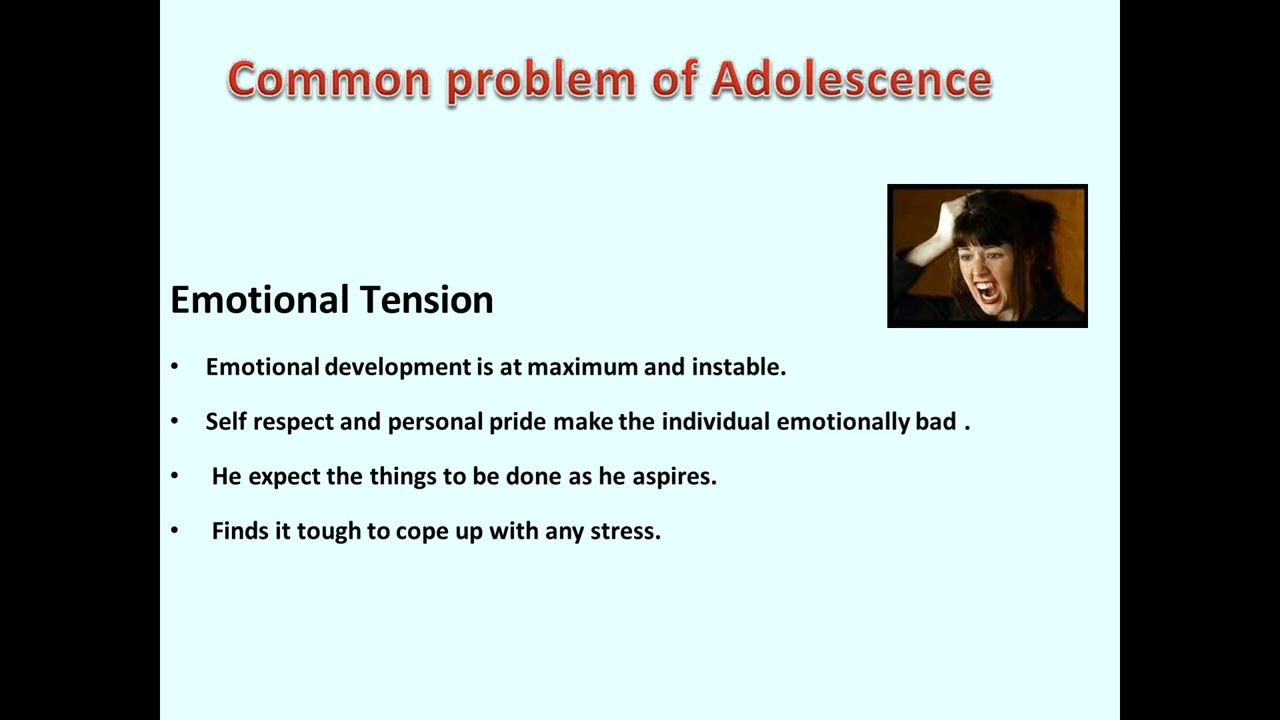 Common problem of Adolescence
Emotional Tension
• Emotional development is at maximum and instable.
• Self respect and personal pride make the individual emotionally bad .
• He expect the things to be done as he aspires.
• Finds it tough to cope up with any stress.